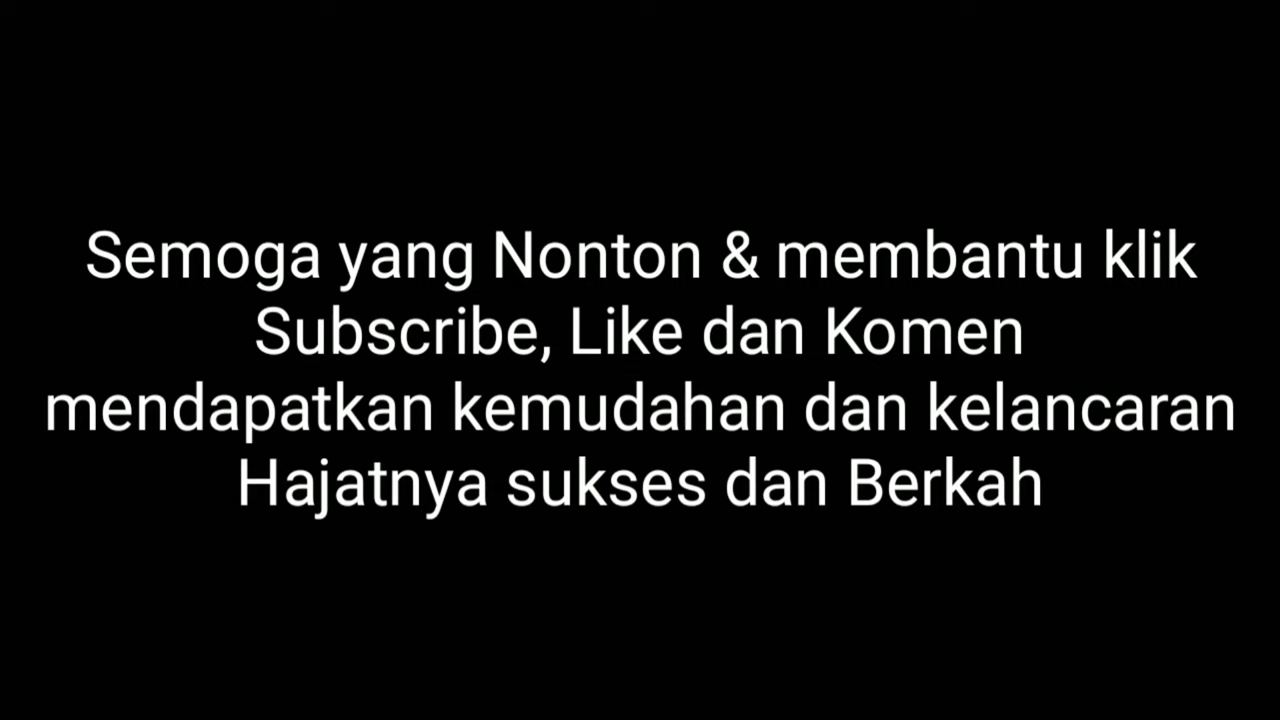 Semoga yang Nonton & membantu klik
Subscribe, Like dan Komen
mendapatkan kemudahan dan kelancaran
Hajatnya sukses dan Berkah